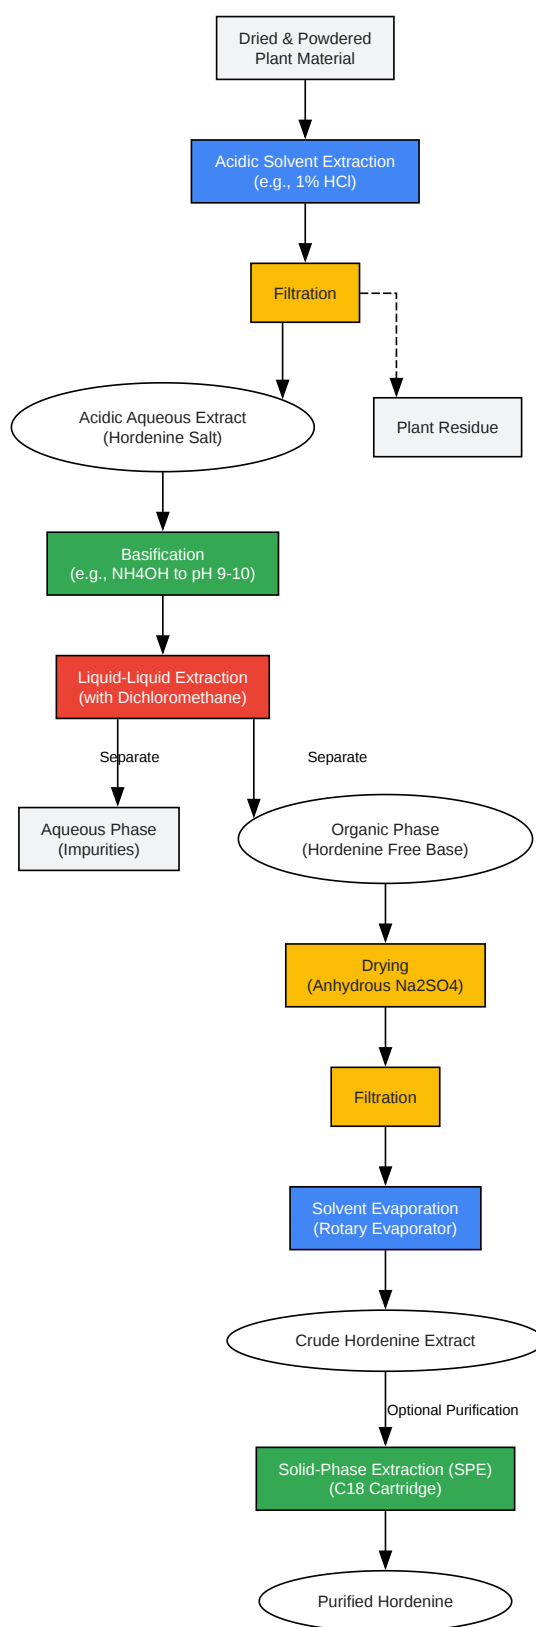 Dried & Powdered
Plant Material
Acidic Solvent Extraction
(e.g., 1% HCl)
Filtration
Acidic Aqueous Extract
(Hordenine Salt)
Plant Residue
Basification
(e.g., NH4OH to pH 9-10)
Liquid-Liquid Extraction
(with Dichloromethane)
Separate
Separate
Aqueous Phase
(Impurities)
Organic Phase
(Hordenine Free Base)
Drying
(Anhydrous Na2SO4)
Filtration
Solvent Evaporation
(Rotary Evaporator)
Crude Hordenine Extract
Optional Purification
Solid-Phase Extraction (SPE)
(C18 Cartridge)
Purified Hordenine